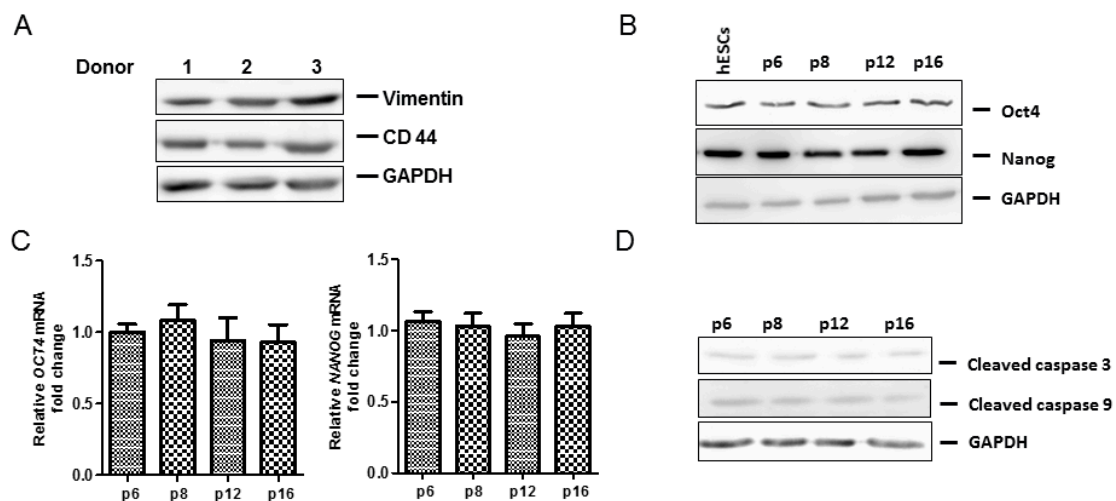 A
Donor 1 2 3
Vimentin
CD 44
GAPDH
B
hESCs p6 p8 p12 p16
Oct4
Nanog
GAPDH
C
Relative OCT4 mRNA
fold change
1.5
1.0
0.5
0.0
p6 p8 p12 p16
Relative NANOG mRNA
fold change
1.5
1.0
0.5
0.0
p6 p8 p12 p16
D
p6 p8 p12 p16
Cleaved caspase 3
Cleaved caspase 9
GAPDH